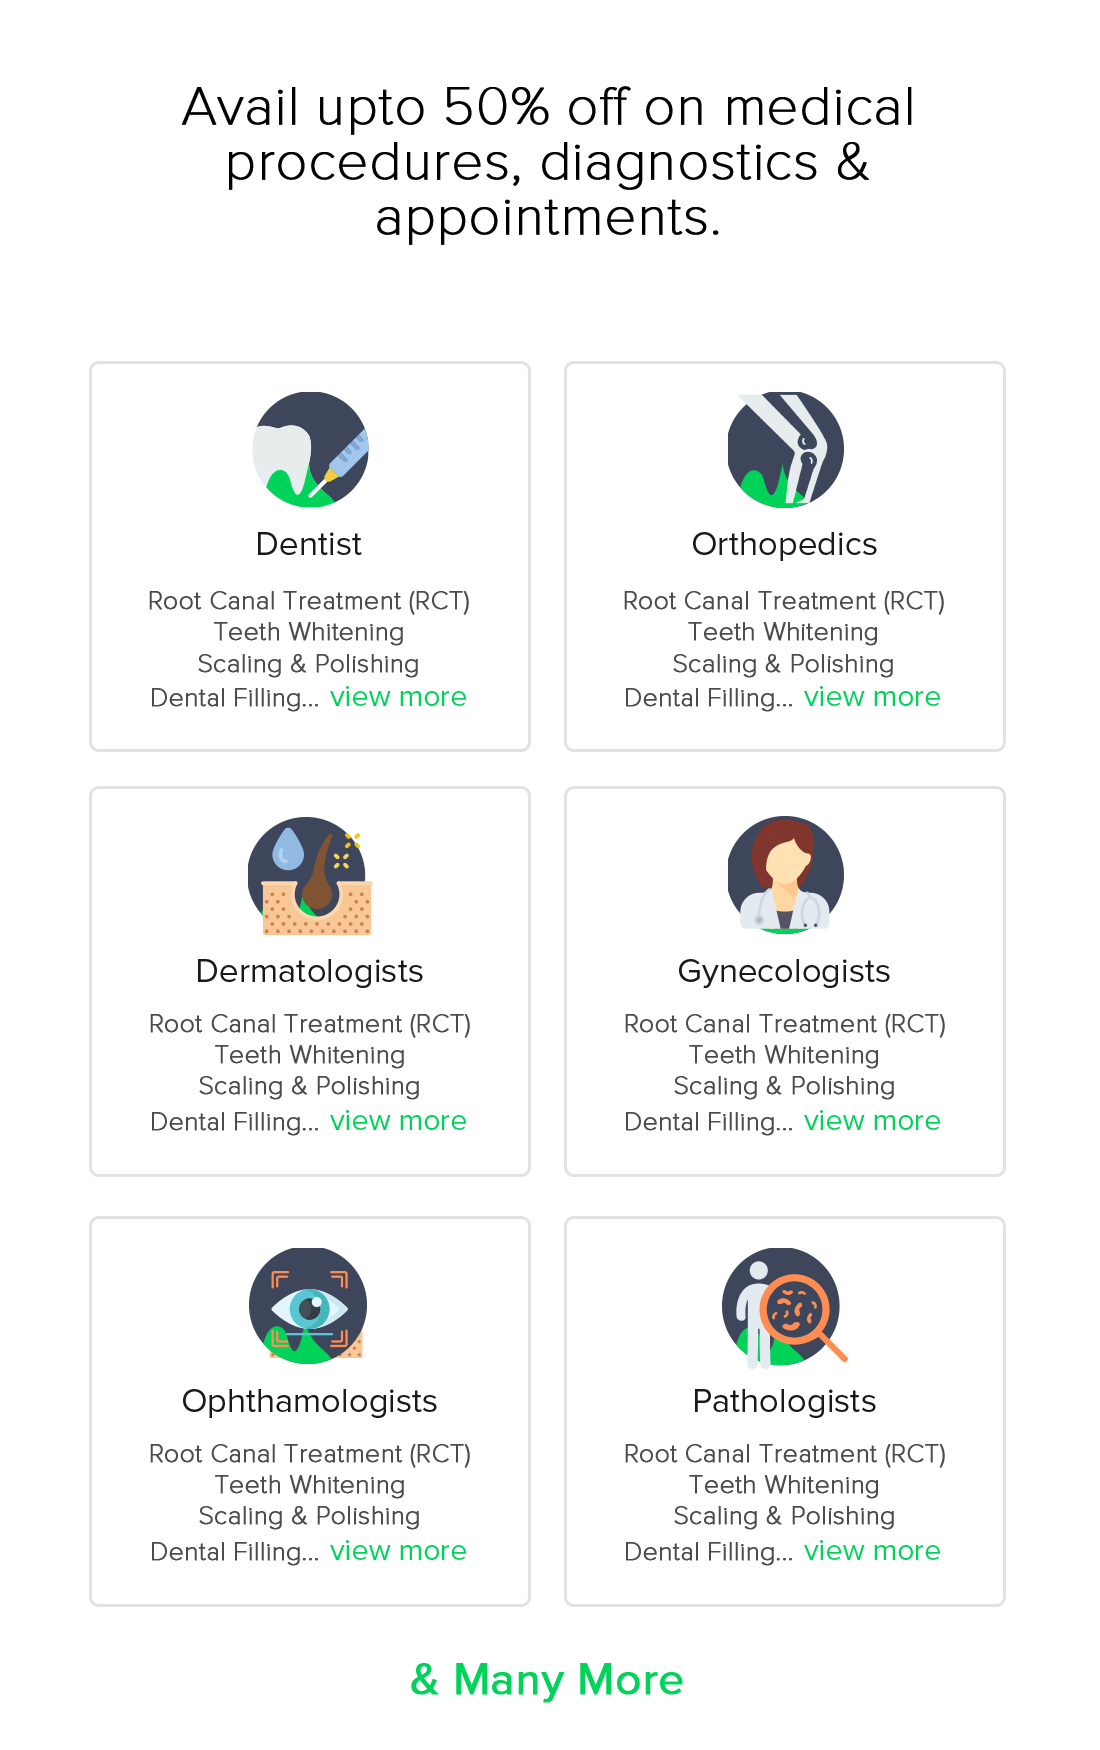 Avail upto 50% off on medical
procedures, diagnostics &
appointments.
Dentist
Root Canal Treatment (RCT)
Teeth Whitening
Scaling & Polishing
Dental Filling... view more
Orthopedics
Root Canal Treatment (RCT)
Teeth Whitening
Scaling & Polishing
Dental Filling... view more
Dermatologists
Root Canal Treatment (RCT)
Teeth Whitening
Scaling & Polishing
Dental Filling... view more
Gynecologists
Root Canal Treatment (RCT)
Teeth Whitening
Scaling & Polishing
Dental Filling... view more
Ophthamologists
Root Canal Treatment (RCT)
Teeth Whitening
Scaling & Polishing
Dental Filling... view more
Pathologists
Root Canal Treatment (RCT)
Teeth Whitening
Scaling & Polishing
Dental Filling... view more
& Many More